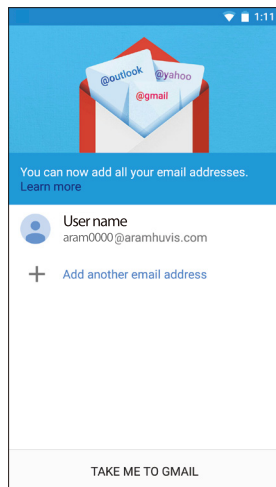 1:11
@outlook
@yahoo
@gmail
You can now add all your email addresses.
Learn more
User name
aram0000@aramhuvis.com
Add another email address
TAKE ME TO GMAIL